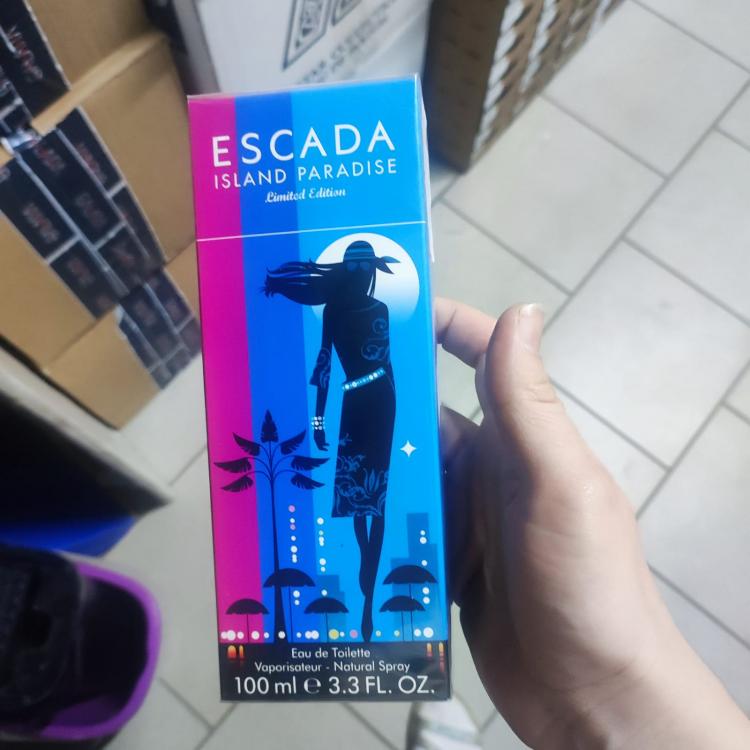 ESCADA
ISLAND PARADISE
Limited Edition
Eau de Toilette
Vaporisateur - Natural Spray
100 ml ℮ 3.3 FL. OZ.